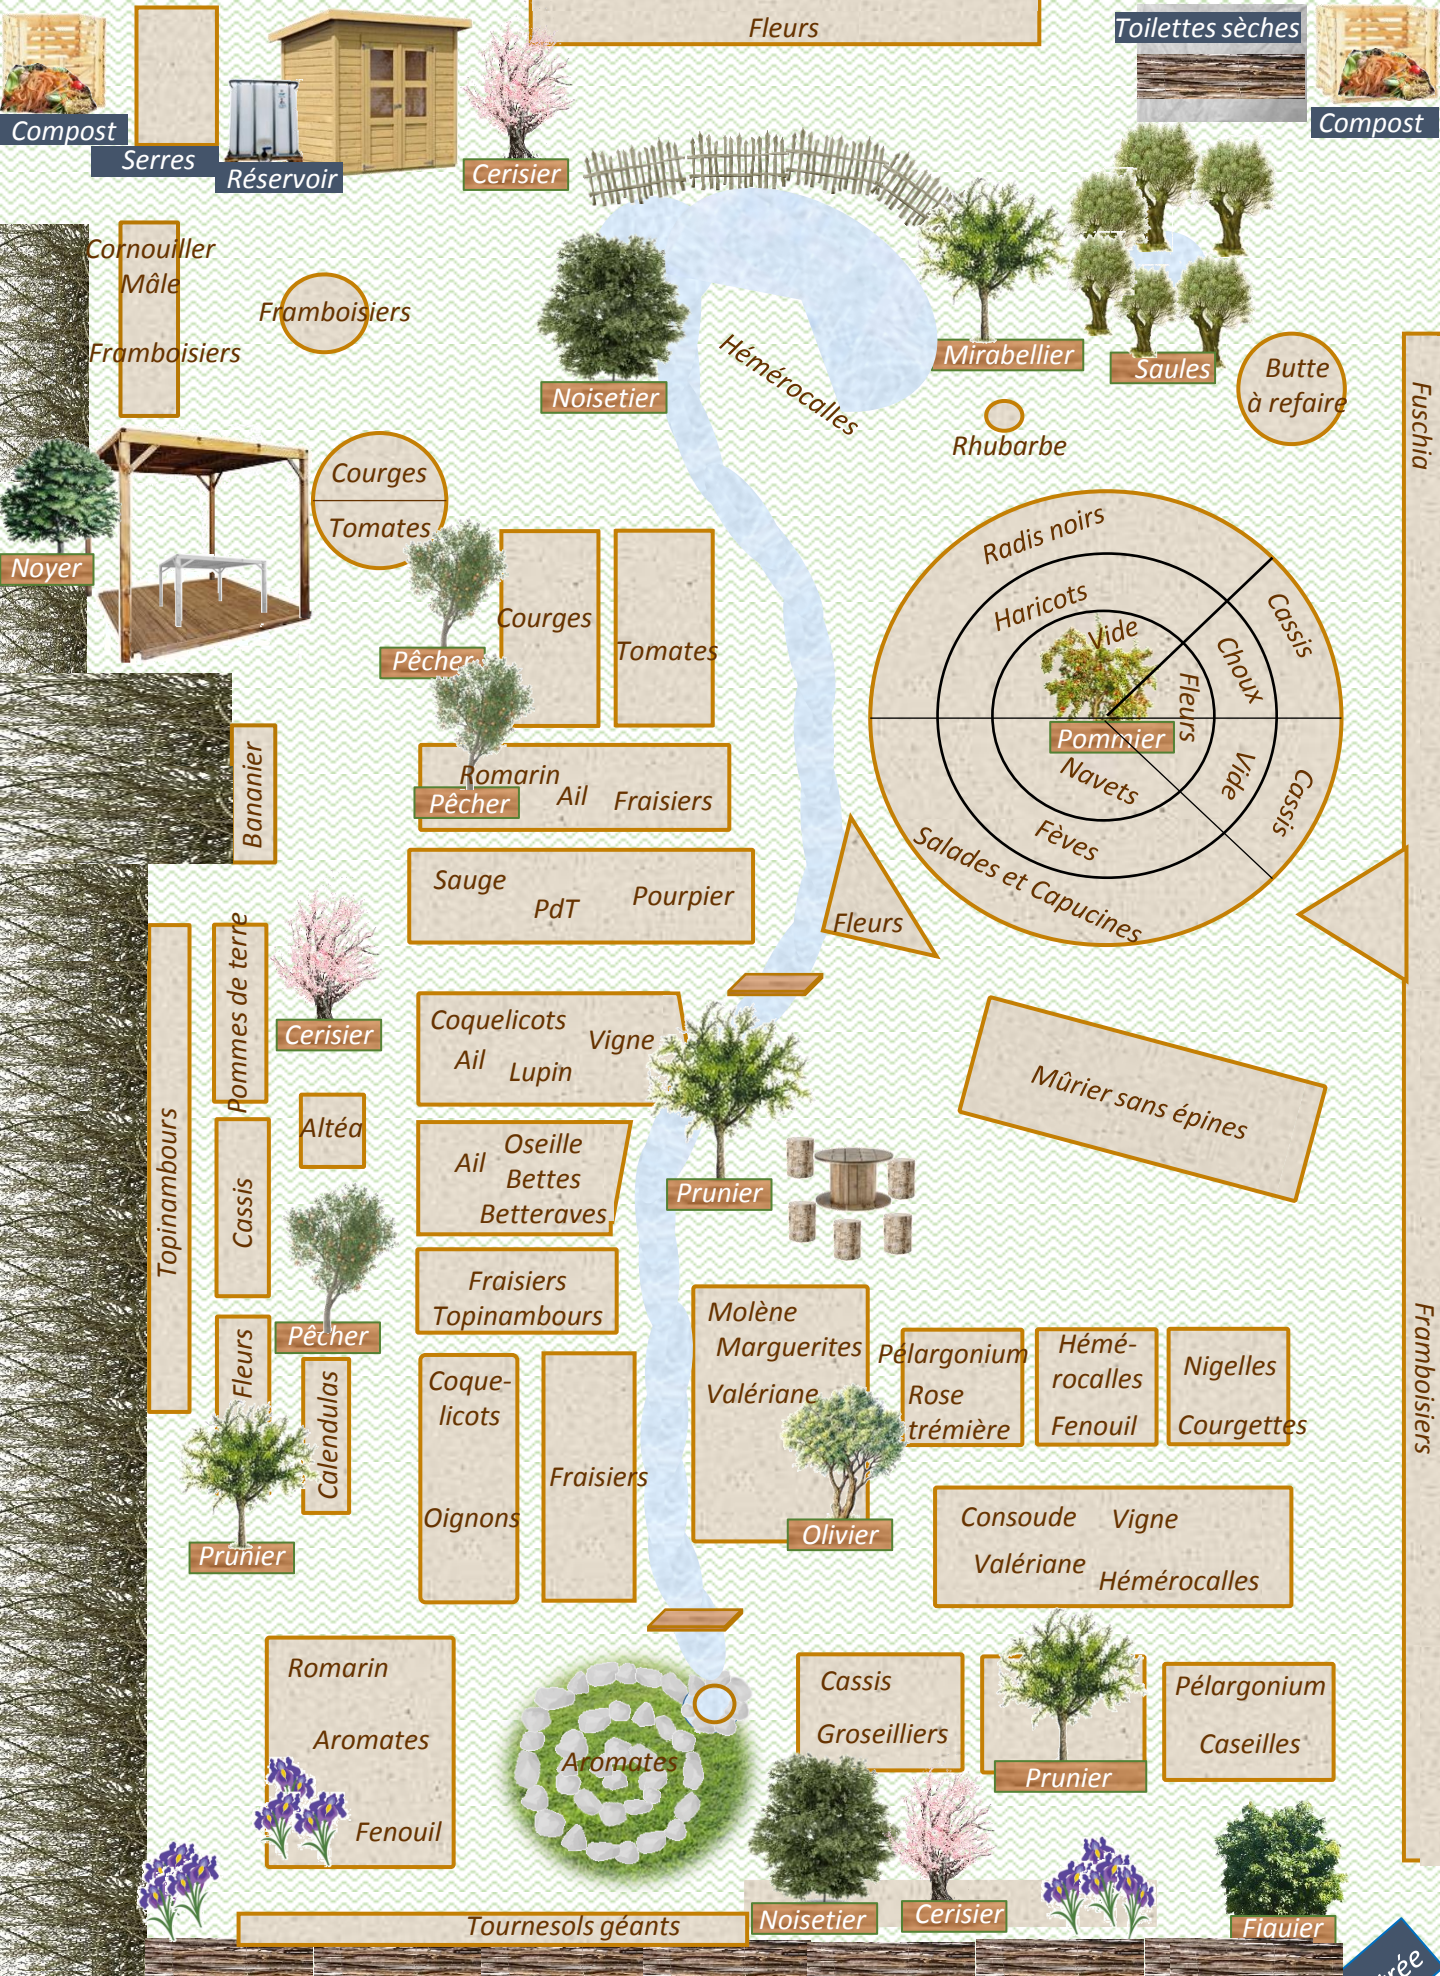 Fleurs
Toilettes sèches
Compost
Serres
Réservoir
Cerisier
Compost
Cornouiller
Mâle
Framboisiers
Framboisiers
Noisetier
Hémérocalles
Mirabellier
Saules
Butte
à refaire
Rhubarbe
Fuschia
Noyer
Courges
Tomates
Pêcher
Courges
Tomates
Radis noirs
Haricots
Vide
Cassis
Choux
Fleurs
Pommier
Navets
Vide
Cassis
Fèves
Salades et Capucines
Bananier
Romarin
Ail
Fraisiers
Pêcher
Sauge
PdT
Pourpier
Fleurs
Pommes de terre
Cerisier
Coquelicots
Vigne
Ail
Lupin
Mûrier sans épines
Topinambours
Altéa
Cassis
Ail
Oseille
Bettes
Betteraves
Prunier
Fraisiers
Topinambours
Pêcher
Fleurs
Calendulas
Prunier
Coque-
licots
Oignons
Fraisiers
Molène
Marguerites
Valériane
Olivier
Pélargonium
Rose
trémière
Hémé-
rocalles
Fenouil
Nigelles
Courgettes
Framboisiers
Consoude
Vigne
Valériane
Hémérocalles
Romarin
Aromates
Fenouil
Aromates
Cassis
Groseilliers
Prunier
Pélargonium
Caseilles
Noisetier
Cerisier
Figuier
Tournesols géants
rée